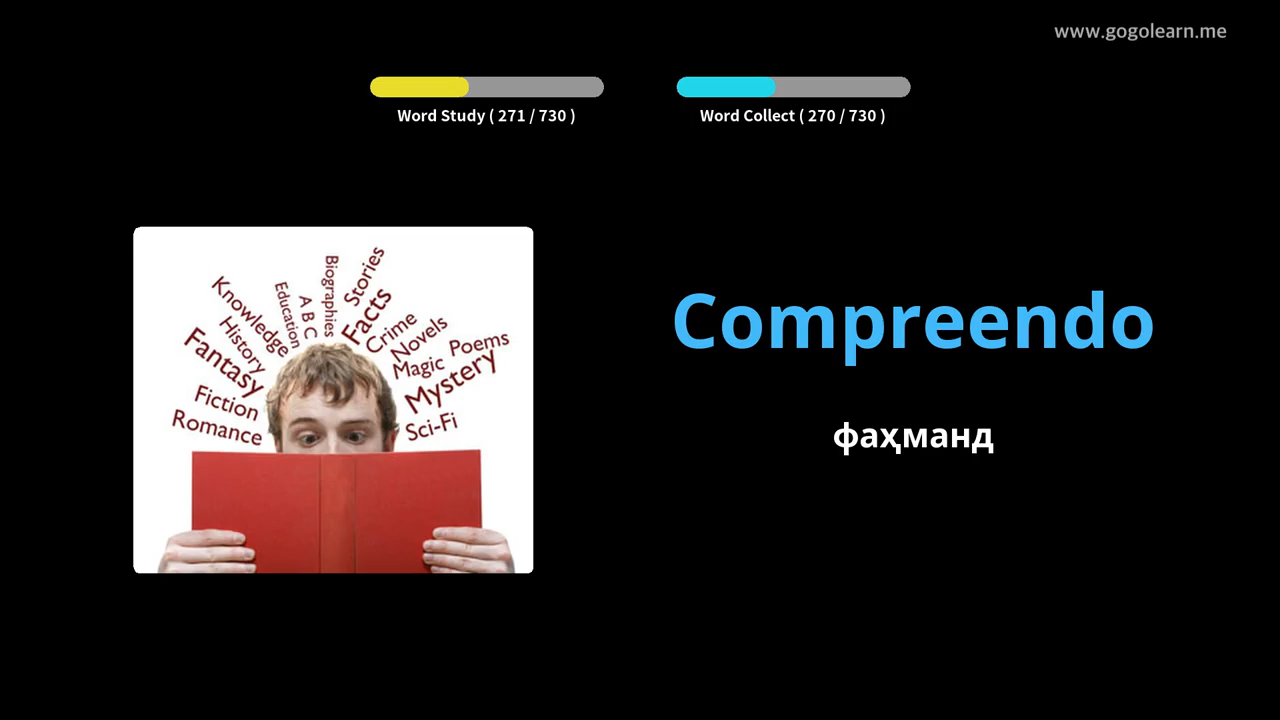 www.gogolearn.me
Word Study ( 271 / 730 )
Word Collect ( 270 / 730 )
Biographies
Stories
Education
A B C
Facts
Knowledge
Crime
History
Novels
Fantasy
Magic
Poems
Mystery
Fiction
Romance
Sci-Fi
Compreendo
фаҳманд